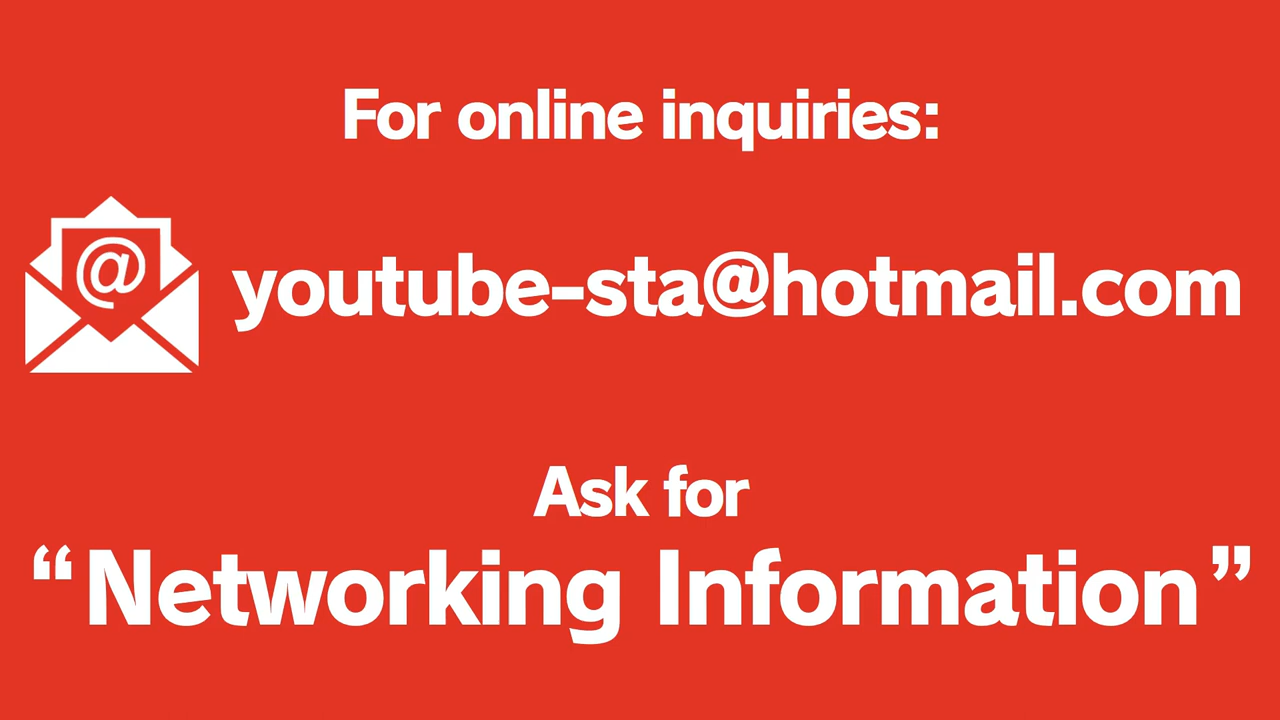 For online inquiries:
@
youtube-sta@hotmail.com
Ask for
“Networking Information”